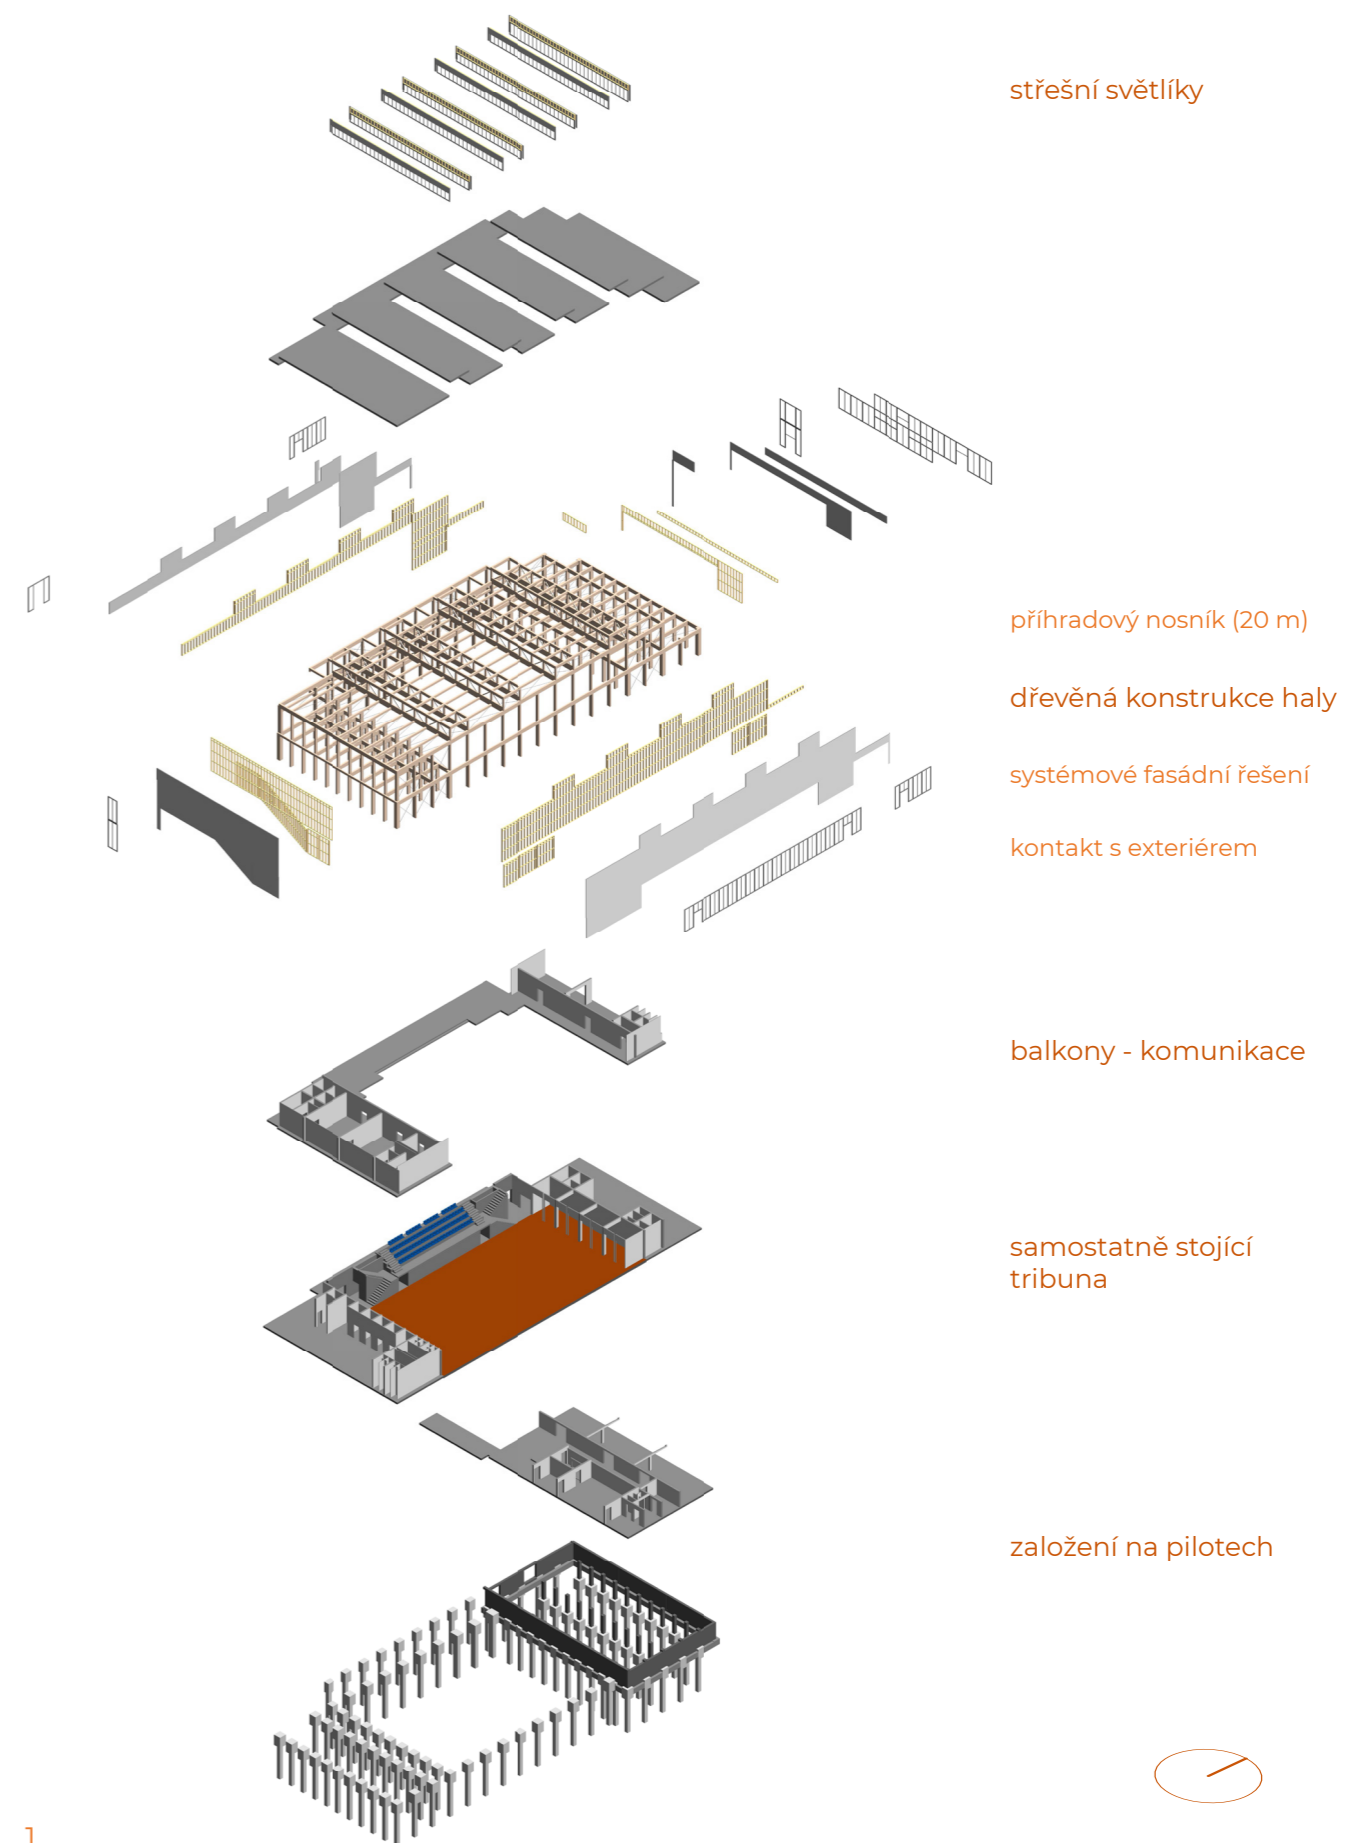 střešní světlíky
příhradový nosník (20 m)
dřevěná konstrukce haly
systémové fasádní řešení
kontakt s exteriérem
balkony - komunikace
samostatně stojící
tribuna
založení na pilotech
1